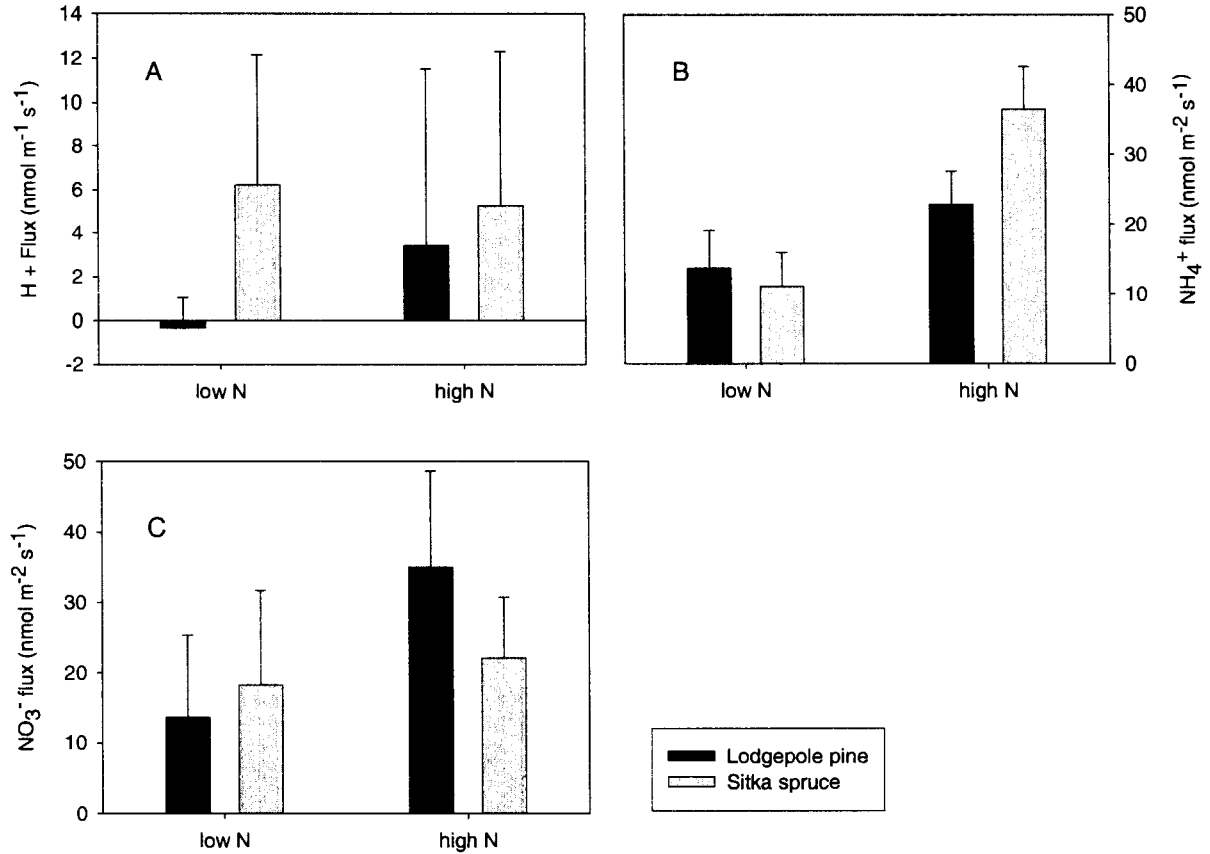 14
12
10
8
6
4
2
0
-2
H + Flux (nmol m-1 s-1)
A
low N
high N
B
50
40
30
20
10
0
NH4+ flux (nmol m-2 s-1)
low N
high N
50
40
30
20
10
0
NO3- flux (nmol m-2 s-1)
C
low N
high N
Lodgepole pine
Sitka spruce